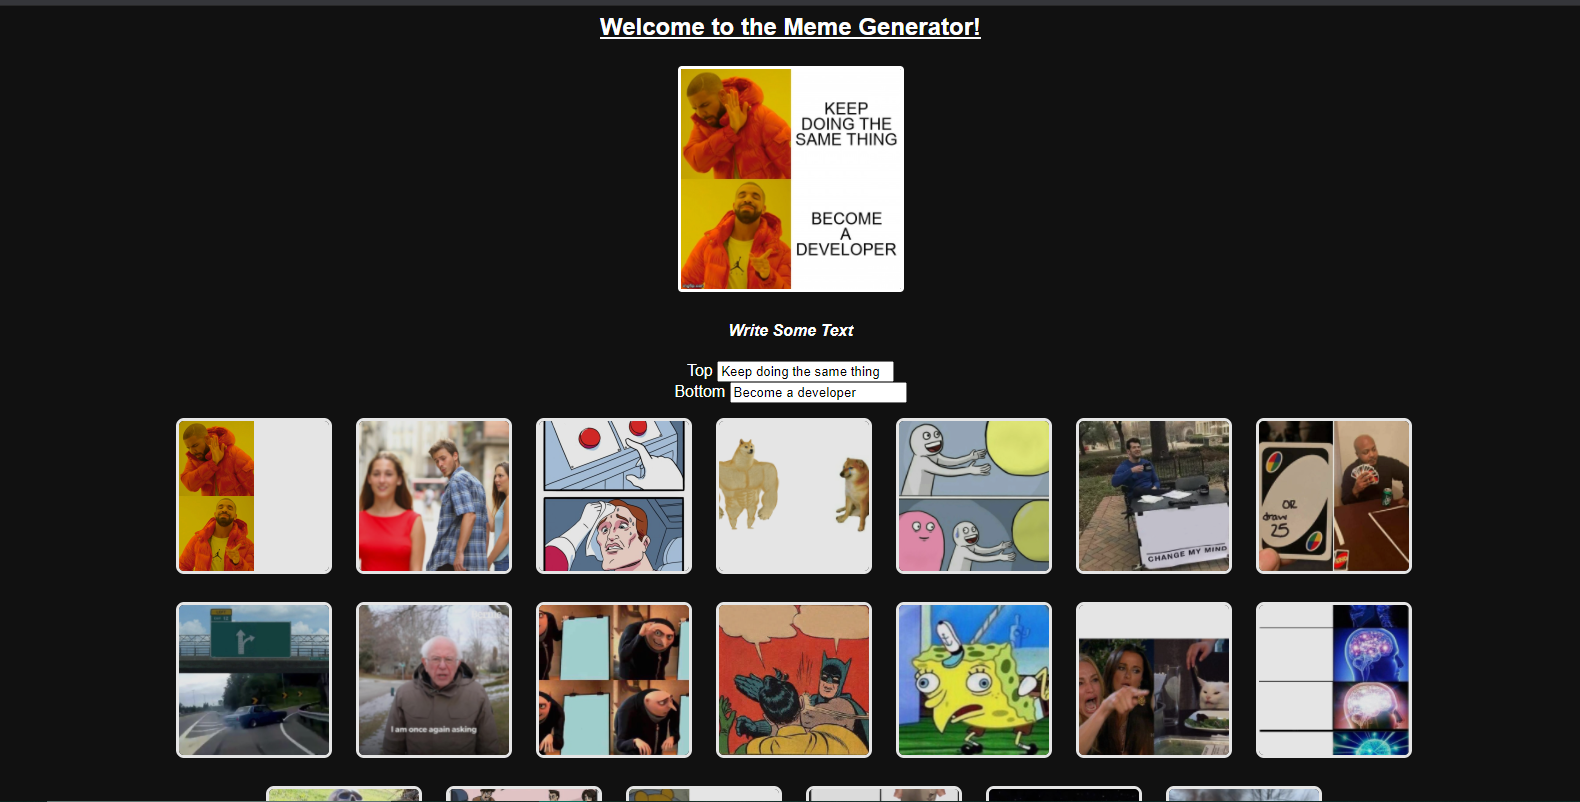 Welcome to the Meme Generator!
KEEP
DOING THE
SAME THING
BECOME
A
DEVELOPER
Write Some Text
Top Keep doing the same thing
Bottom Become a developer
CHANGE MY MIND
OR
draw
25
I am once again asking